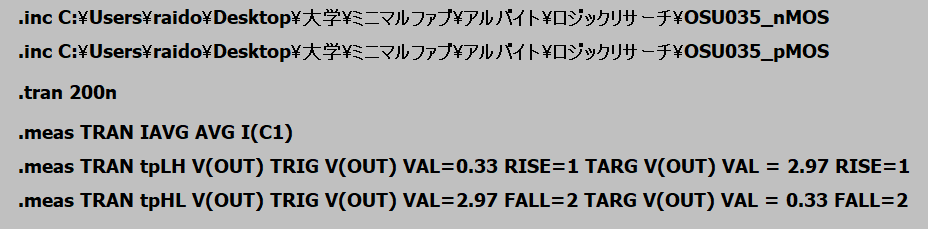 .inc C:¥Users¥raido¥Desktop¥大学¥ミニマルファブ¥アルバイト¥ロジックリサーチ¥OSU035_nMOS
.inc C:¥Users¥raido¥Desktop¥大学¥ミニマルファブ¥アルバイト¥ロジックリサーチ¥OSU035_pMOS
.tran 200n
.meas TRAN IAVG AVG I(C1)
.meas TRAN tpLH V(OUT) TRIG V(OUT) VAL=0.33 RISE=1 TARG V(OUT) VAL = 2.97 RISE=1
.meas TRAN tpHL V(OUT) TRIG V(OUT) VAL=2.97 FALL=2 TARG V(OUT) VAL = 0.33 FALL=2